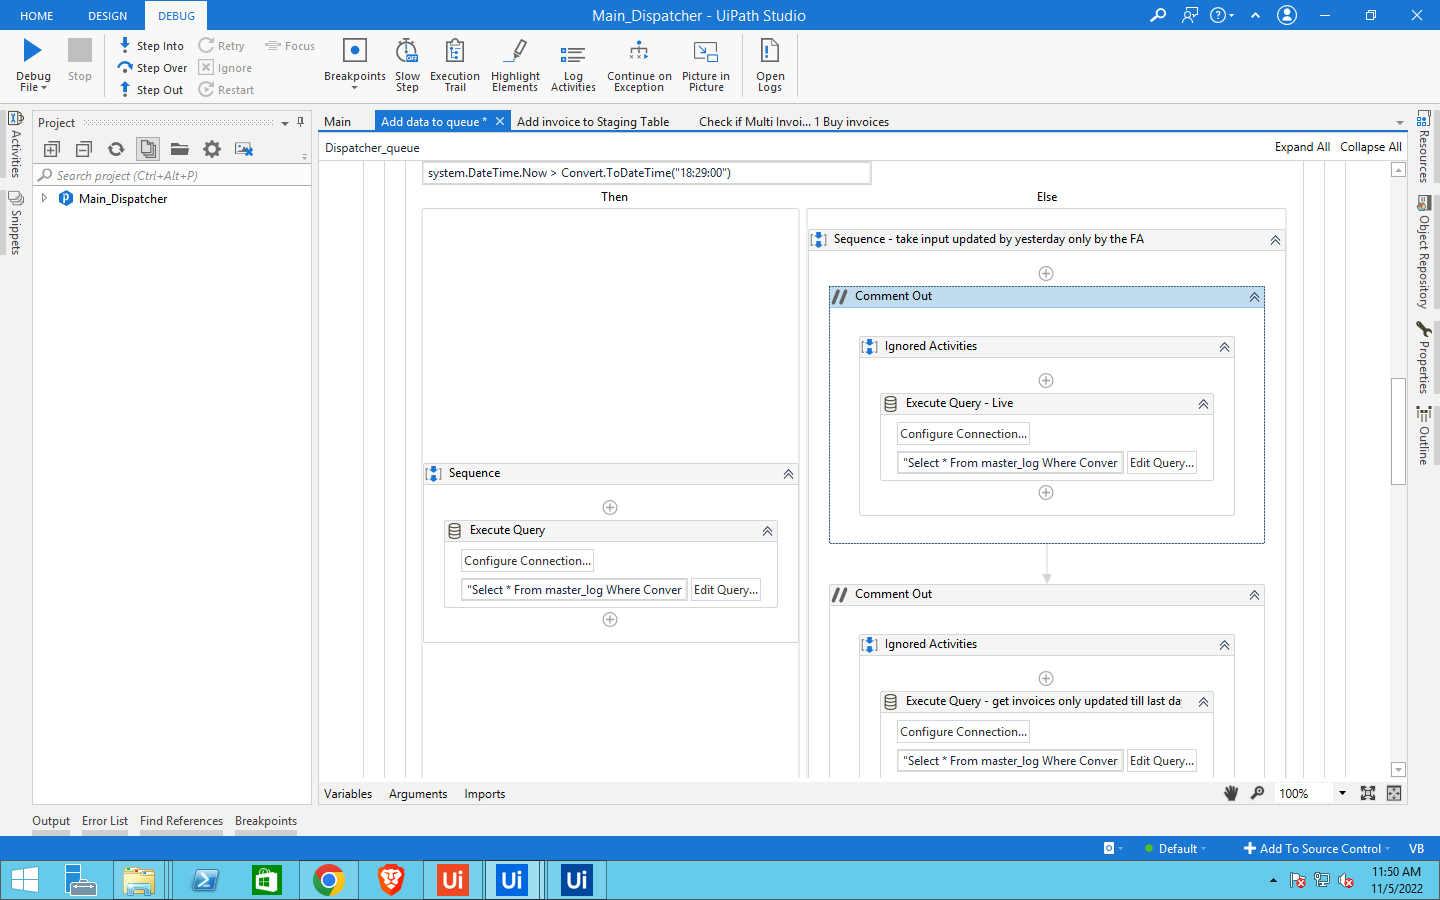 HOME DESIGN DEBUG Main_Dispatcher - UiPath Studio
Debug File
Stop
Step Into
Step Over
Step Out
Retry
Ignore
Restart
Focus
Breakpoints
Slow Step
Execution Trail
Highlight Elements
Log Activities
Continue on Exception
Picture in Picture
Open Logs
Activities
Snippets
Project
Search project (Ctrl+Alt+P)
Main_Dispatcher
Main Add data to queue * Add invoice to Staging Table Check if Multi Invoi... 1 Buy invoices
Dispatcher_queue Expand All Collapse All
system.DateTime.Now > Convert.ToDateTime("18:29:00")
Then Else
Sequence
Execute Query
Configure Connection...
"Select * From master_log Where Conver Edit Query...
Sequence - take input updated by yesterday only by the FA
Comment Out
Ignored Activities
Execute Query - Live
Configure Connection...
"Select * From master_log Where Conver Edit Query...
Comment Out
Ignored Activities
Execute Query - get invoices only updated till last da
Configure Connection...
"Select * From master_log Where Conver Edit Query...
Resources
Object Repository
Properties
Outline
Variables Arguments Imports 100%
Output Error List Find References Breakpoints
Default Add To Source Control VB
Ui Ui Ui
11:50 AM
11/5/2022